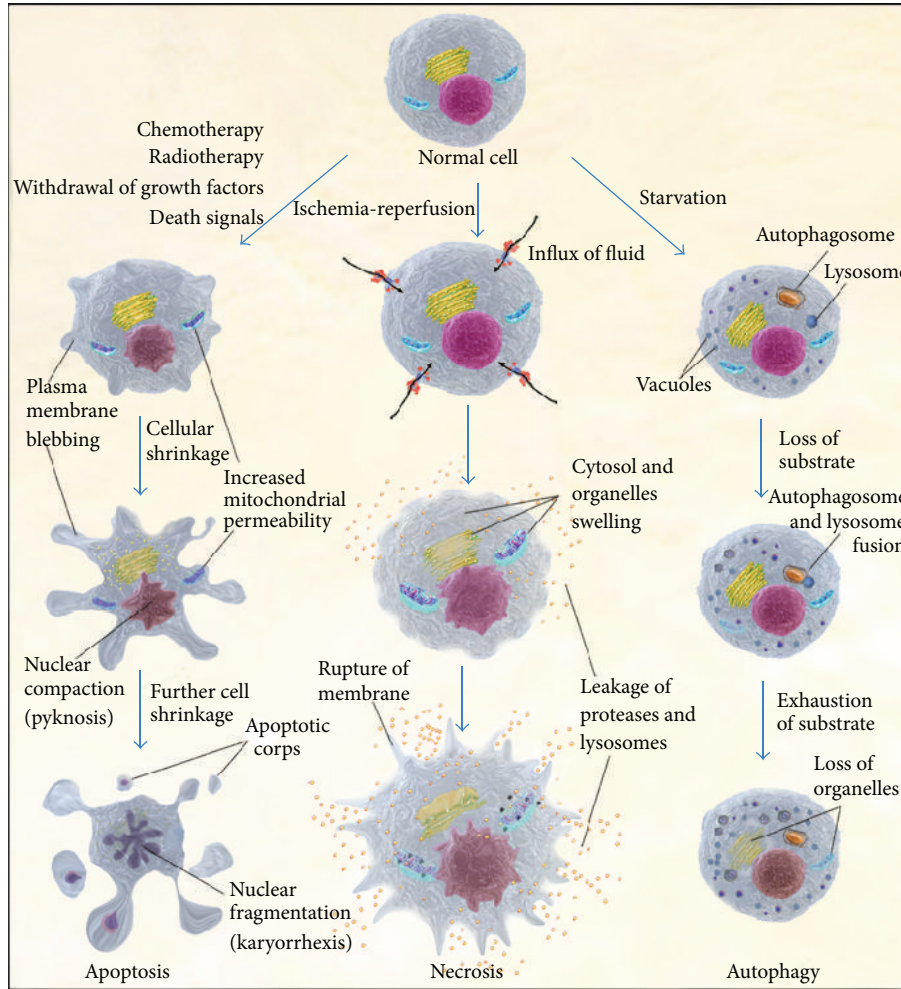 Normal cell
Chemotherapy
Radiotherapy
Withdrawal of growth factors
Death signals
Ischemia-reperfusion
Starvation
Influx of fluid
Autophagosome
Lysosome
Vacuoles
Plasma
membrane
blebbing
Cellular
shrinkage
Increased
mitochondrial
permeability
Cytosol and
organelles
swelling
Loss of
substrate
Autophagosome
and lysosome
fusion
Nuclear
compaction
(pyknosis)
Further cell
shrinkage
Apoptotic
corps
Rupture of
membrane
Leakage of
proteases and
lysosomes
Exhaustion
of substrate
Loss of
organelles
Nuclear
fragmentation
(karyorrhexis)
Apoptosis
Necrosis
Autophagy